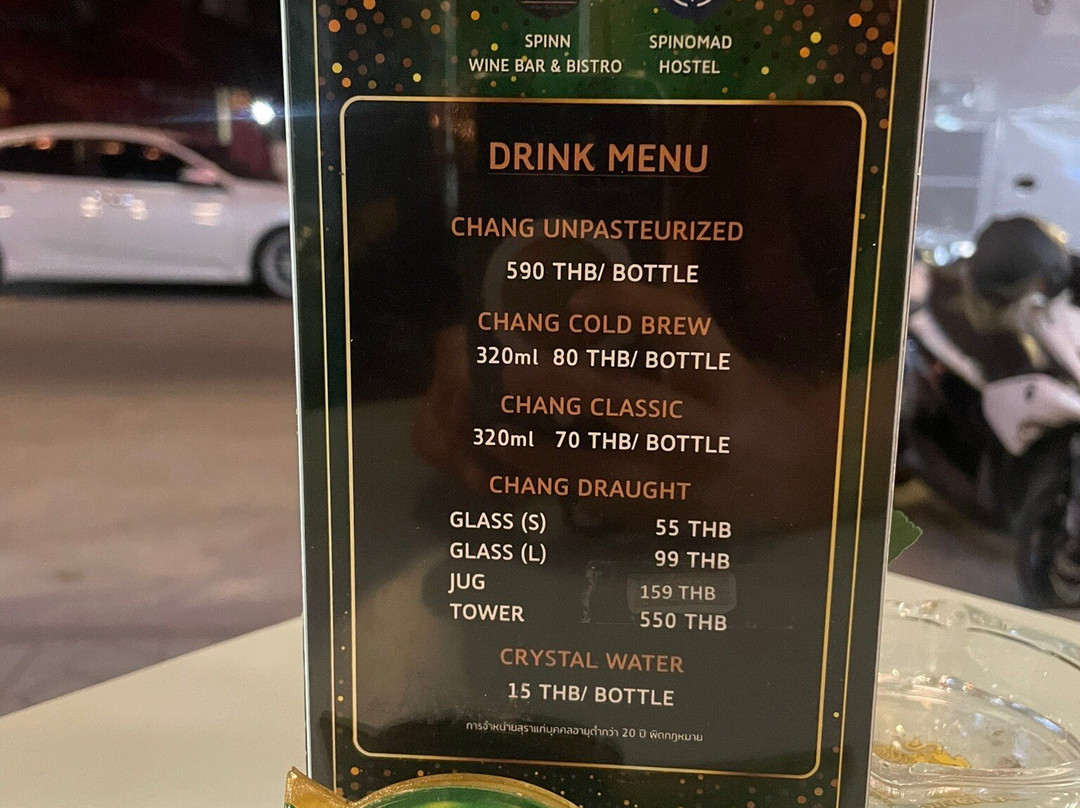 SPINN
WINE BAR & BISTRO
SPINOMAD
HOSTEL
DRINK MENU
CHANG UNPASTEURIZED
590 THB/ BOTTLE
CHANG COLD BREW
320ml 80 THB/ BOTTLE
CHANG CLASSIC
320ml 70 THB/ BOTTLE
CHANG DRAUGHT
GLASS (S) 55 THB
GLASS (L) 99 THB
JUG 159 THB
TOWER 550 THB
CRYSTAL WATER
15 THB/ BOTTLE
การจำหน่ายสุราแก่บุคคลอายุต่ำกว่า 20 ปี ผิดกฎหมาย